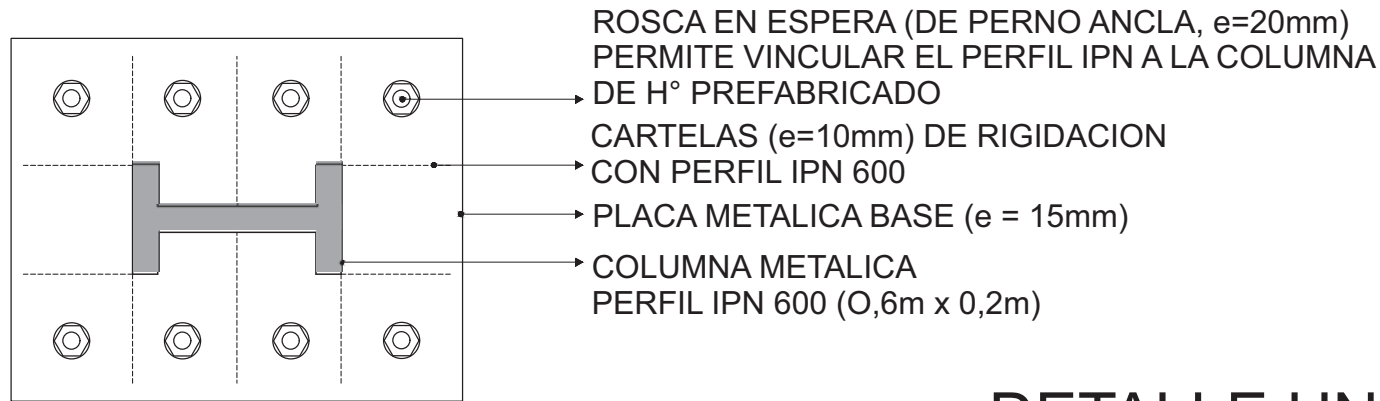 ROSCA EN ESPERA (DE PERNO ANCLA, e=20mm)
PERMITE VINCULAR EL PERFIL IPN A LA COLUMNA
DE H° PREFABRICADO
CARTELAS (e=10mm) DE RIGIDACION
CON PERFIL IPN 600
PLACA METALICA BASE (e = 15mm)
COLUMNA METALICA
PERFIL IPN 600 (O,6m x 0,2m)